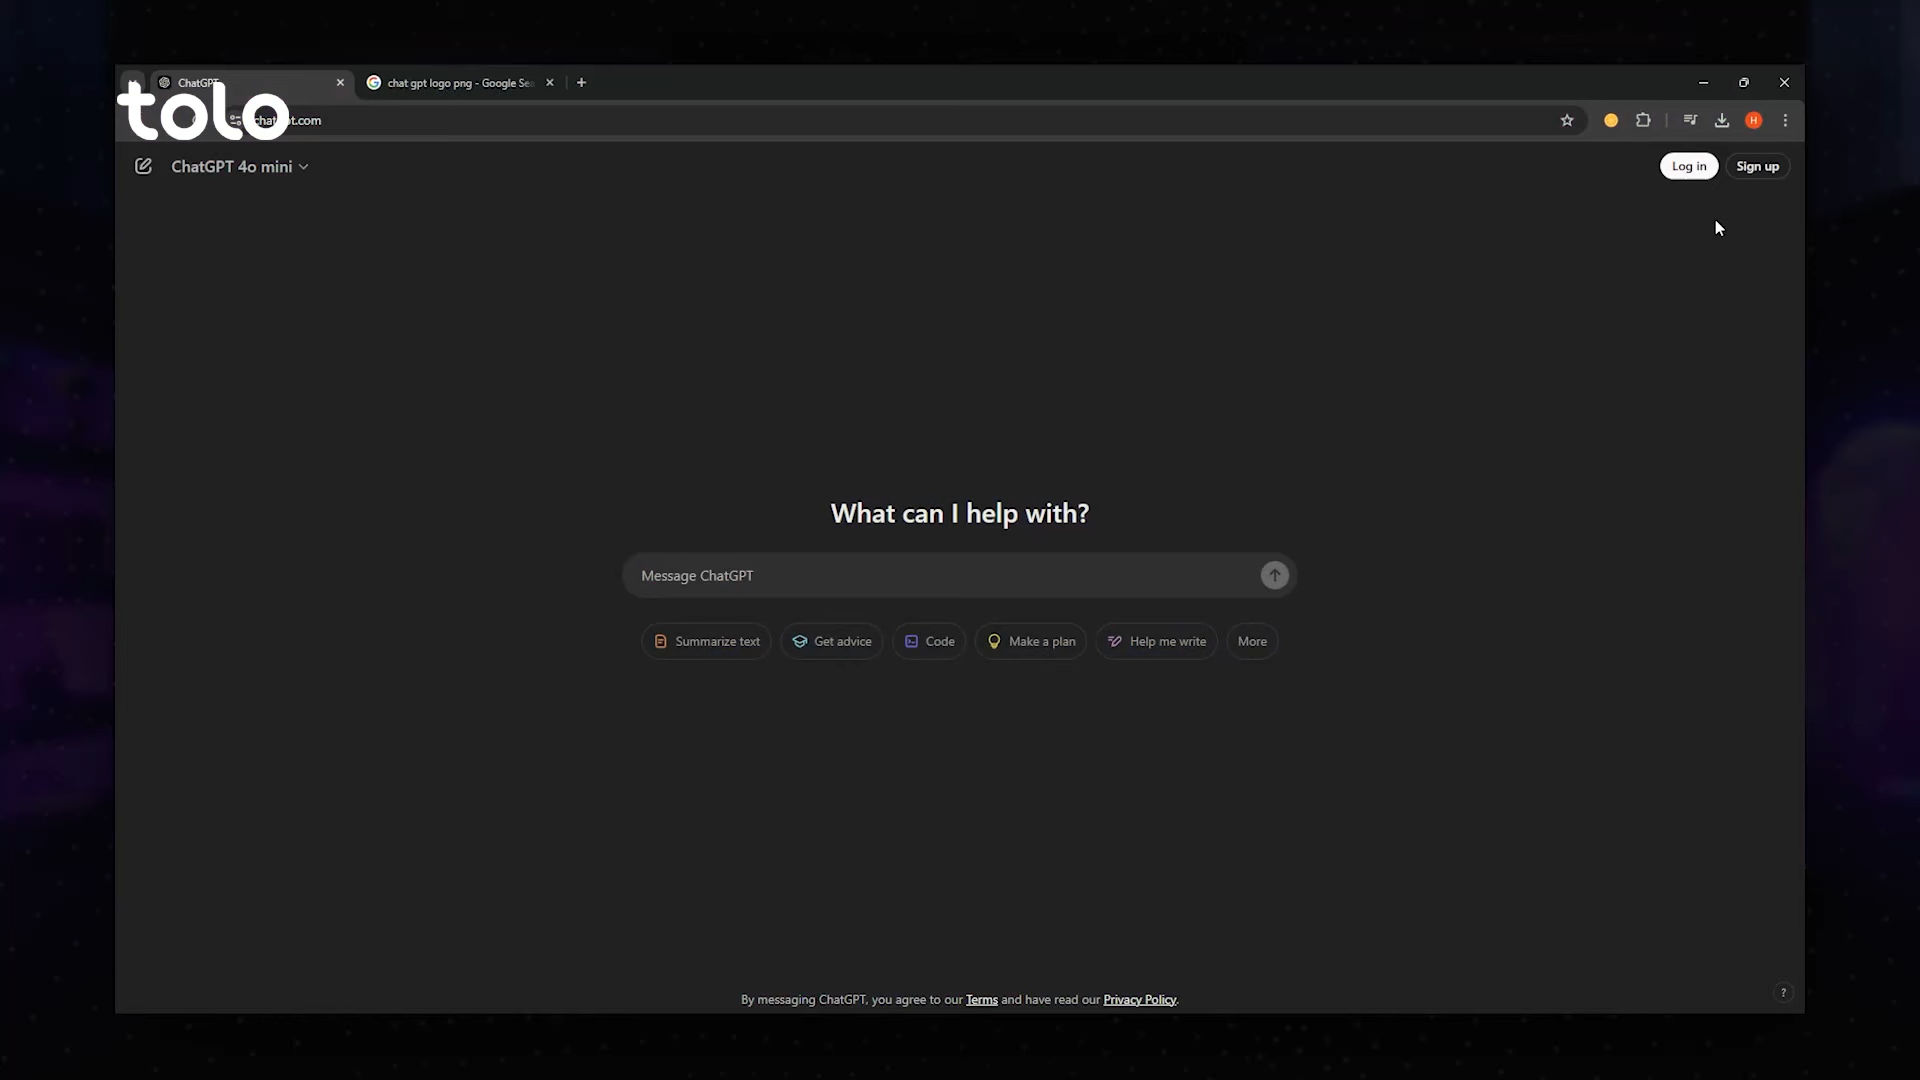 ChatGPT
chat gpt logo png - Google Sea
tolo
ChatGPT 4o mini
Log in
Sign up
What can I help with?
Message ChatGPT
Summarize text
Get advice
Code
Make a plan
Help me write
More
By messaging ChatGPT, you agree to our Terms and have read our Privacy Policy.
?
H